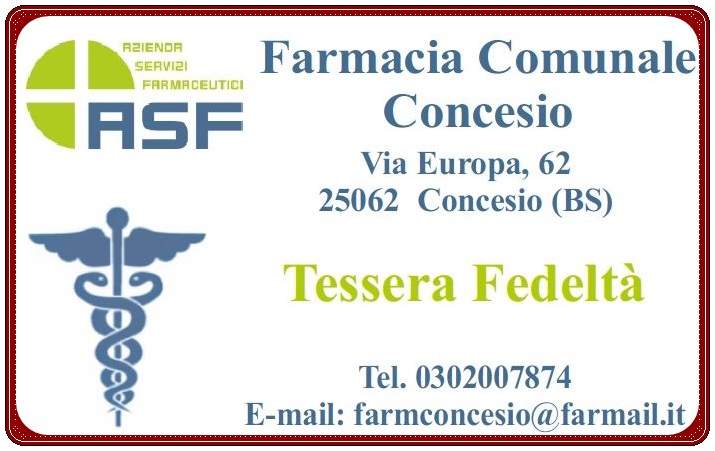 AZIENDA
SERVIZI
FARMACEUTICI
ASF
Farmacia Comunale
Concesio
Via Europa, 62
25062 Concesio (BS)
Tessera Fedeltà
Tel. 0302007874
E-mail: farmconcesio@farmail.it